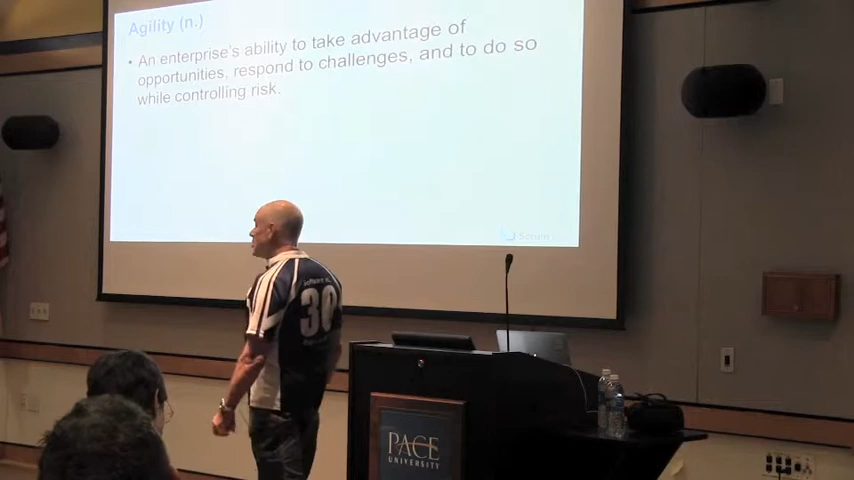 Agility (n.)
• An enterprise's ability to take advantage of
opportunities, respond to challenges, and to do so
while controlling risk.
Scrum
30
PACE
UNIVERSITY